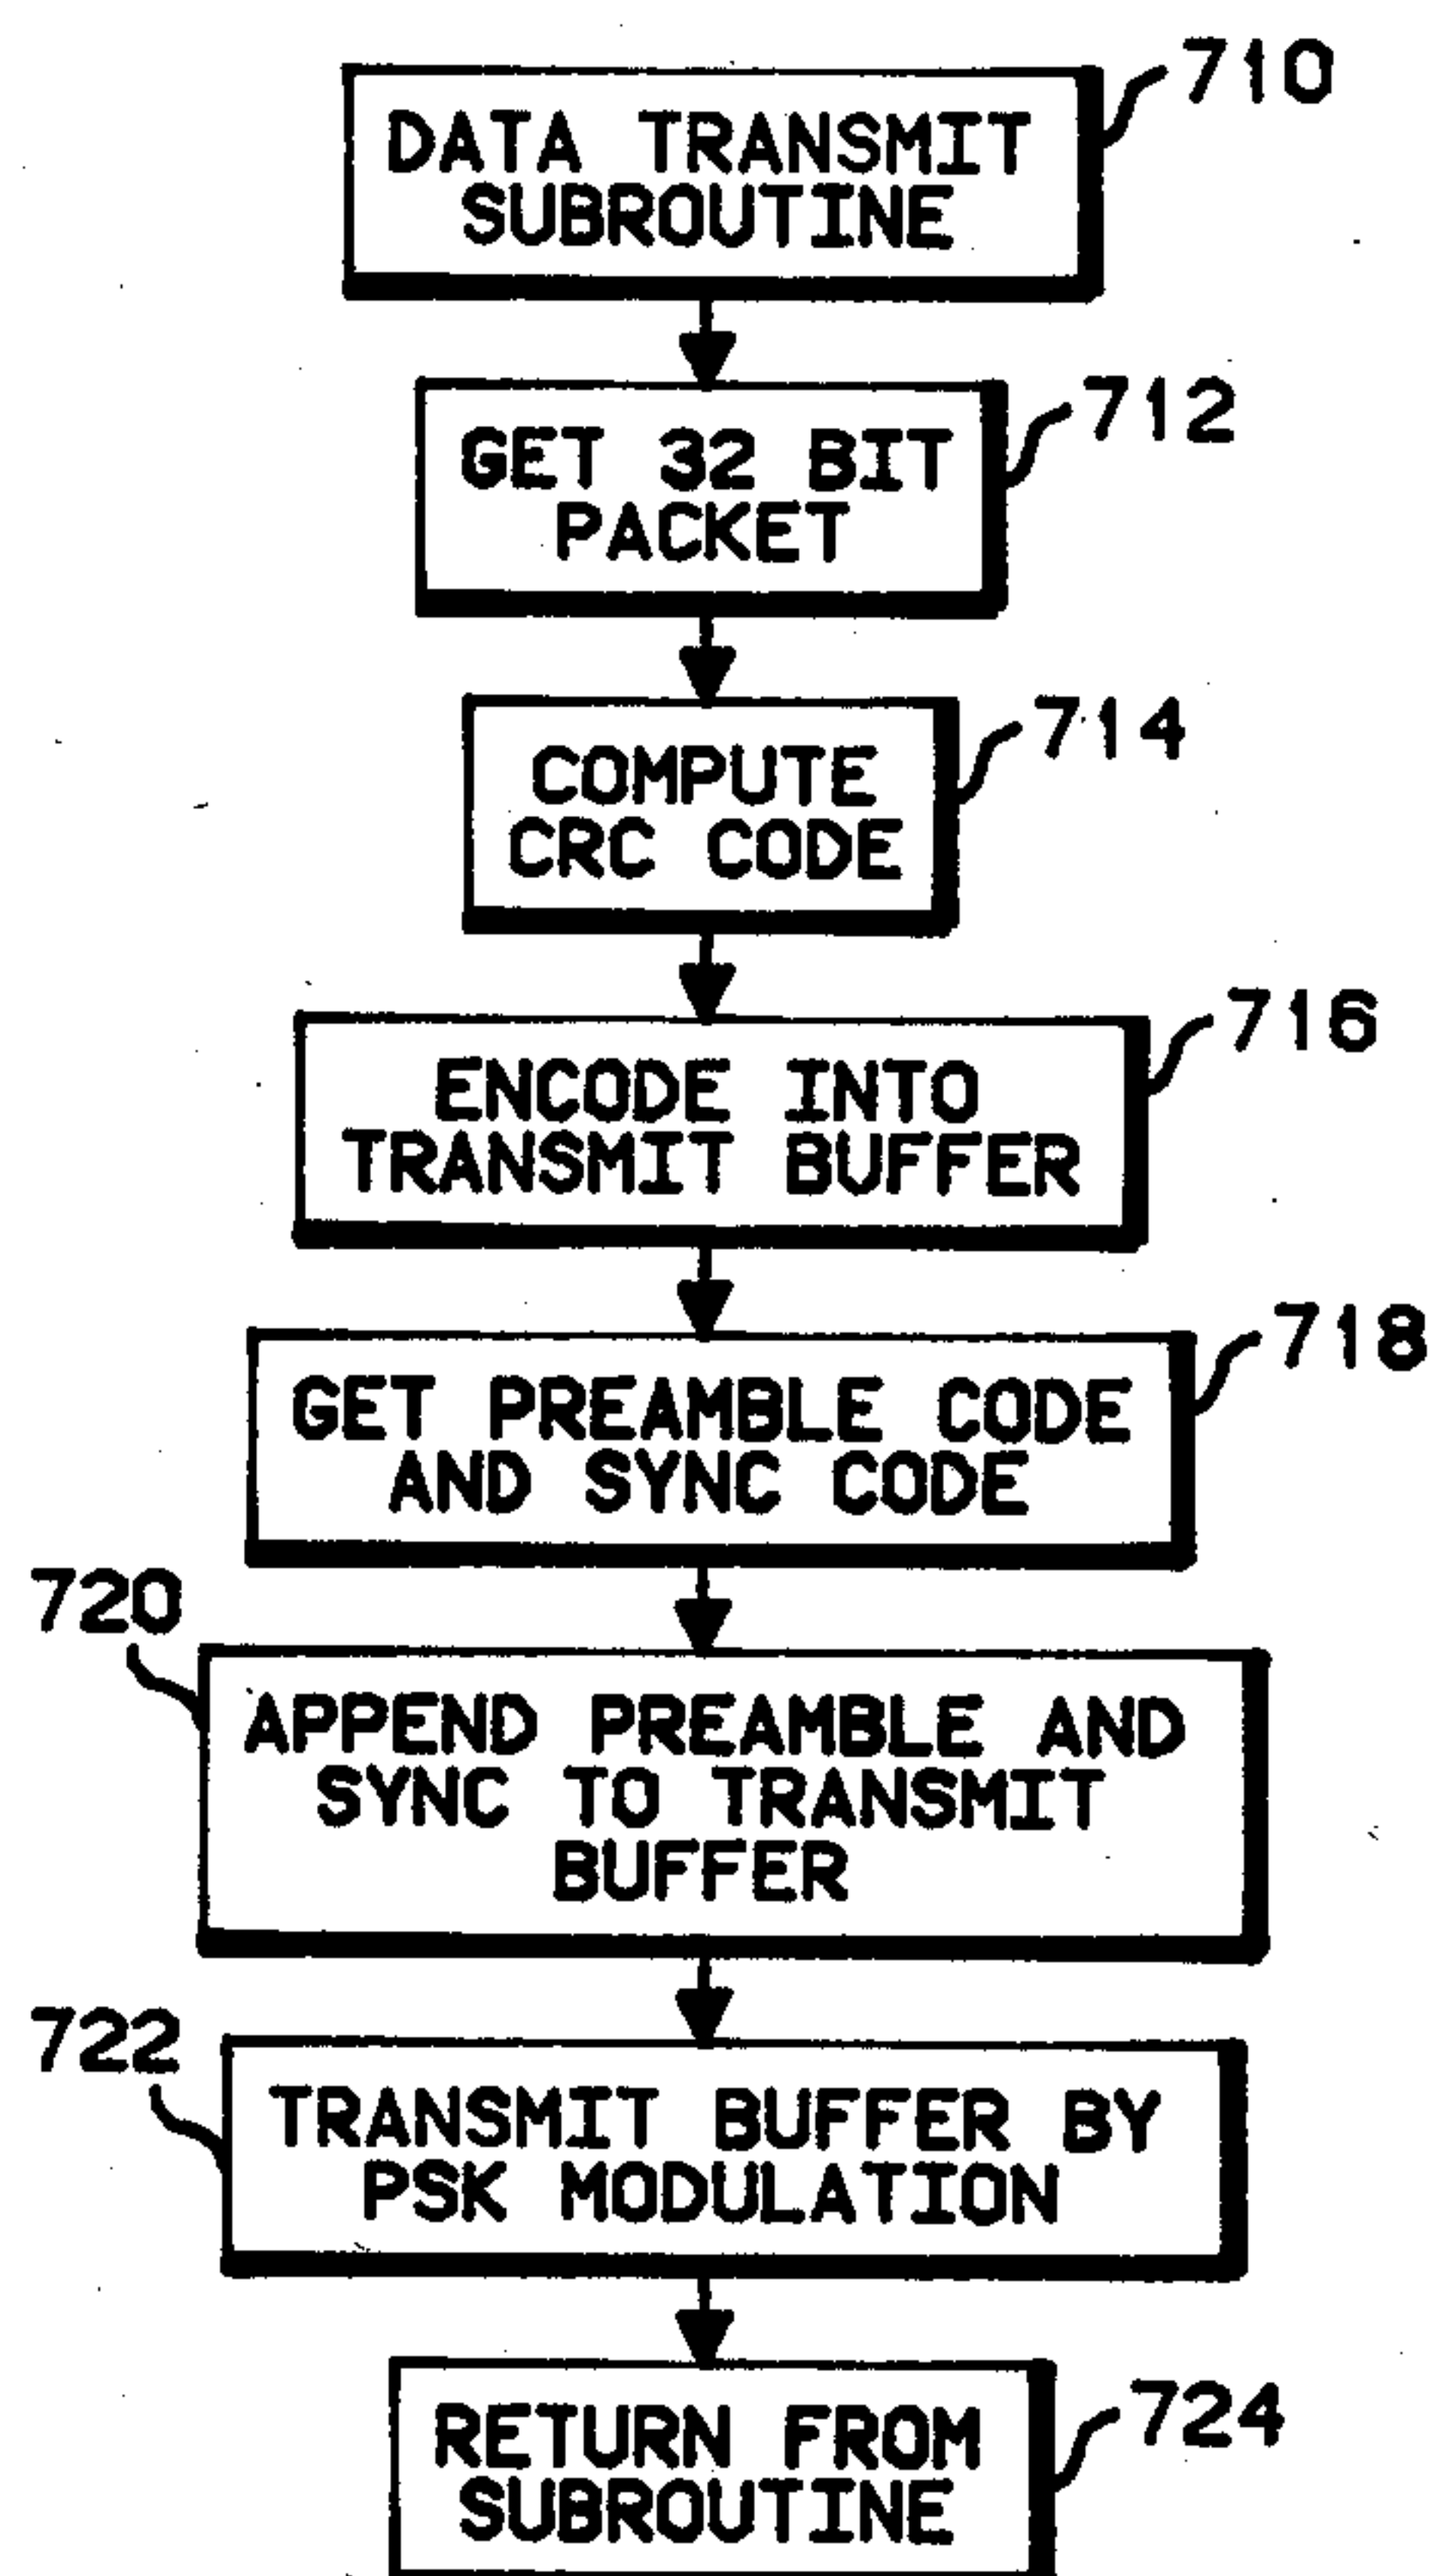 710
DATA TRANSMIT
SUBROUTINE
712
GET 32 BIT
PACKET
714
COMPUTE
CRC CODE
716
ENCODE INTO
TRANSMIT BUFFER
718
GET PREAMBLE CODE
AND SYNC CODE
720
APPEND PREAMBLE AND
SYNC TO TRANSMIT
BUFFER
722
TRANSMIT BUFFER BY
PSK MODULATION
724
RETURN FROM
SUBROUTINE